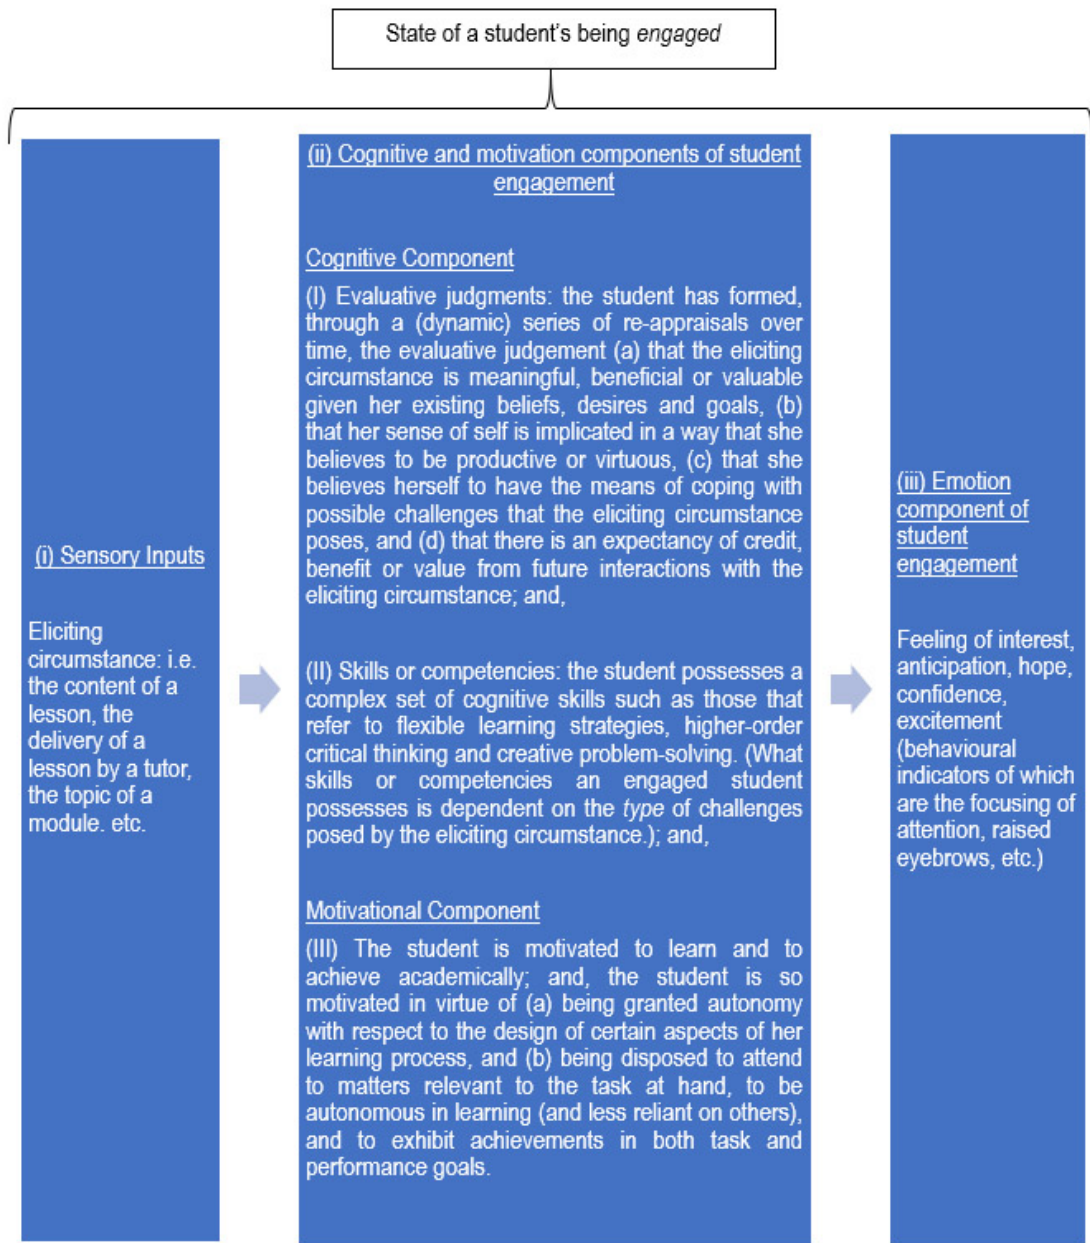 State of a student's being engaged
(i) Sensory Inputs
Eliciting
circumstance: i.e.
the content of a
lesson, the
delivery of a
lesson by a tutor,
the topic of a
module. etc.
(ii) Cognitive and motivation components of student
engagement
Cognitive Component
(I) Evaluative judgments: the student has formed,
through a (dynamic) series of re-appraisals over
time, the evaluative judgement (a) that the eliciting
circumstance is meaningful, beneficial or valuable
given her existing beliefs, desires and goals, (b)
that her sense of self is implicated in a way that she
believes to be productive or virtuous, (c) that she
believes herself to have the means of coping with
possible challenges that the eliciting circumstance
poses, and (d) that there is an expectancy of credit,
benefit or value from future interactions with the
eliciting circumstance; and,
(II) Skills or competencies: the student possesses a
complex set of cognitive skills such as those that
refer to flexible learning strategies, higher-order
critical thinking and creative problem-solving. (What
skills or competencies an engaged student
possesses is dependent on the type of challenges
posed by the eliciting circumstance.); and,
Motivational Component
(III) The student is motivated to learn and to
achieve academically; and, the student is so
motivated in virtue of (a) being granted autonomy
with respect to the design of certain aspects of her
learning process, and (b) being disposed to attend
to matters relevant to the task at hand, to be
autonomous in learning (and less reliant on others),
and to exhibit achievements in both task and
performance goals.
(iii) Emotion
component of
student
engagement
Feeling of interest,
anticipation, hope,
confidence,
excitement
(behavioural
indicators of which
are the focusing of
attention, raised
eyebrows, etc.)